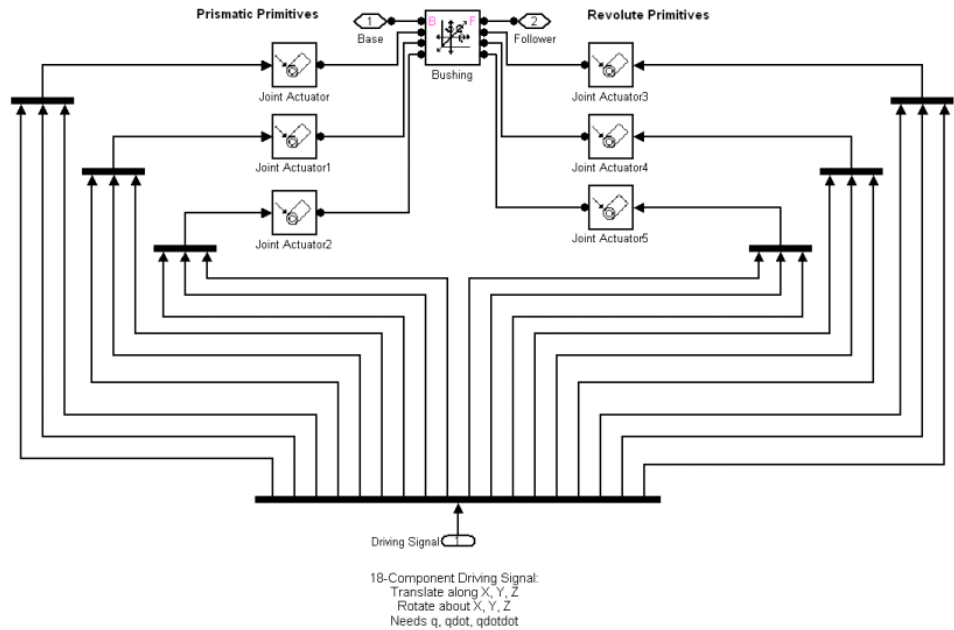 Prismatic Primitives
Revolute Primitives
1
Base
B
F
Bushing
2
Follower
Joint Actuator
Joint Actuator3
Joint Actuator1
Joint Actuator4
Joint Actuator2
Joint Actuator5
Driving Signal
1
18-Component Driving Signal:
Translate along X, Y, Z
Rotate about X, Y, Z
Needs q, qdot, qdotdot